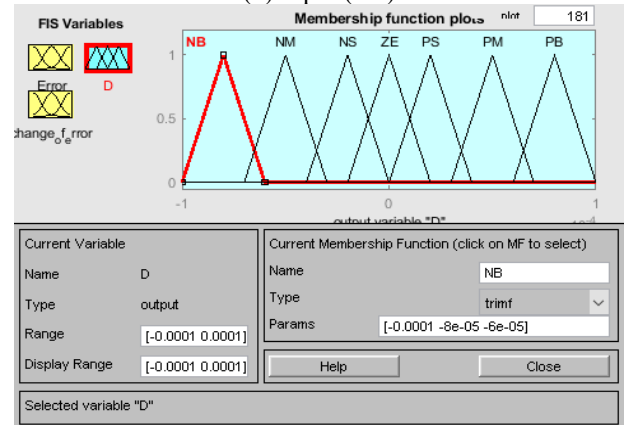 FIS Variables
Membership function plots
plot
181
Error
D
change_of_error
NB
NM
NS
ZE
PS
PM
PB
1
0.5
0
-1
0
1
output variable "D"
Current Variable
Name
D
Type
output
Range
[-0.0001 0.0001]
Display Range
[-0.0001 0.0001]
Current Membership Function (click on MF to select)
Name
NB
Type
trimf
Params
[-0.0001 -8e-05 -6e-05]
Help
Close
Selected variable "D"